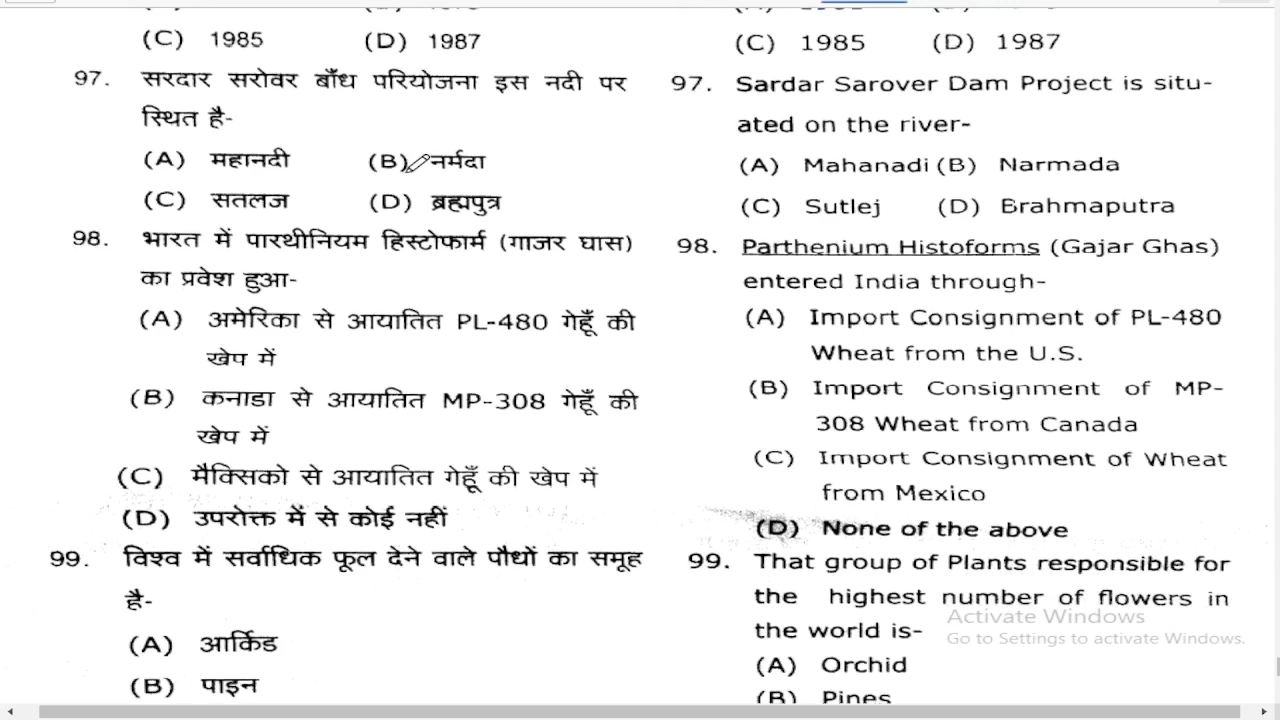 (C) 1985 (D) 1987
97. सरदार सरोवर बाँध परियोजना इस नदी पर
स्थित है-
(A) महानदी (B) नर्मदा
(C) सतलज (D) ब्रह्मपुत्र
98. भारत में पारथीनियम हिस्टोफार्म (गाजर घास)
का प्रवेश हुआ-
(A) अमेरिका से आयातित PL-480 गेहूँ की
खेप में
(B) कनाडा से आयातित MP-308 गेहूँ की
खेप में
(C) मैक्सिको से आयातित गेहूँ की खेप में
(D) उपरोक्त में से कोई नहीं
99. विश्व में सर्वाधिक फूल देने वाले पौधों का समूह
है-
(A) आर्किड
(B) पाइन
(C) 1985 (D) 1987
97. Sardar Sarover Dam Project is situ-
ated on the river-
(A) Mahanadi (B) Narmada
(C) Sutlej (D) Brahmaputra
98. Parthenium Histoforms (Gajar Ghas)
entered India through-
(A) Import Consignment of PL-480
Wheat from the U.S.
(B) Import Consignment of MP-
308 Wheat from Canada
(C) Import Consignment of Wheat
from Mexico
(D) None of the above
99. That group of Plants responsible for
the highest number of flowers in
the world is-
(A) Orchid
(B) Pines
Activate Windows
Go to Settings to activate Windows.